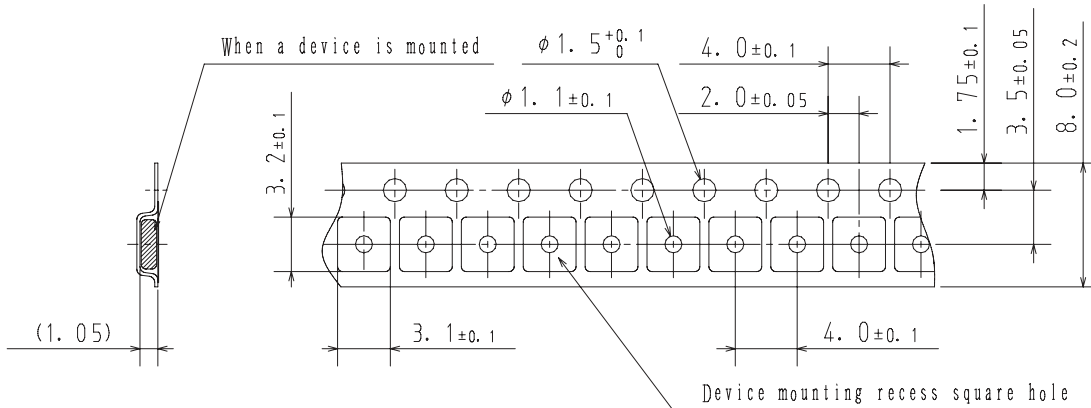 When a device is mounted
φ1.5+0.1 0
4.0±0.1
φ1.1±0.1
2.0±0.05
1.75±0.1
3.5±0.05
8.0±0.2
3.2±0.1
(1.05)
3.1±0.1
4.0±0.1
Device mounting recess square hole